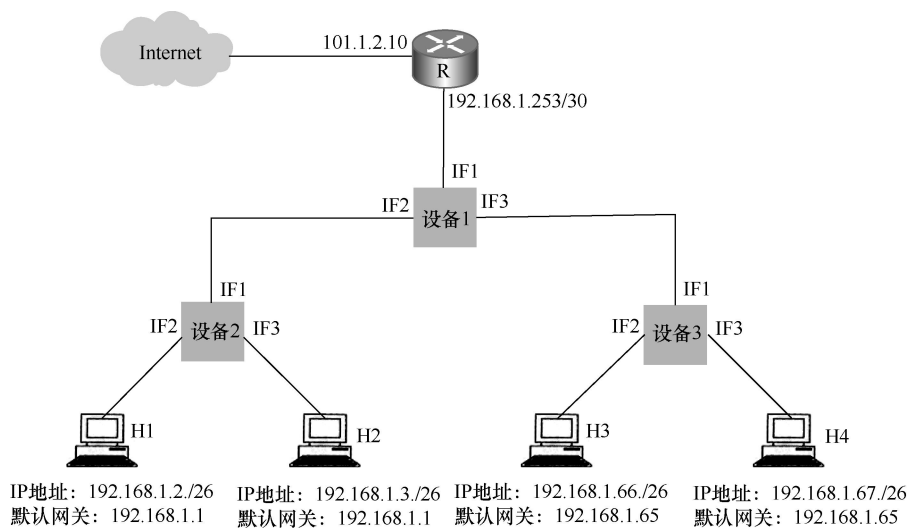 Internet
101.1.2.10
R
192.168.1.253/30
IF1
IF2
IF3
设备1
IF1
IF2
IF3
设备2
IF1
IF2
IF3
设备3
H1
H2
H3
H4
IP地址：192.168.1.2./26
默认网关：192.168.1.1
IP地址：192.168.1.3./26
默认网关：192.168.1.1
IP地址：192.168.1.66./26
默认网关：192.168.1.65
IP地址：192.168.1.67./26
默认网关：192.168.1.65